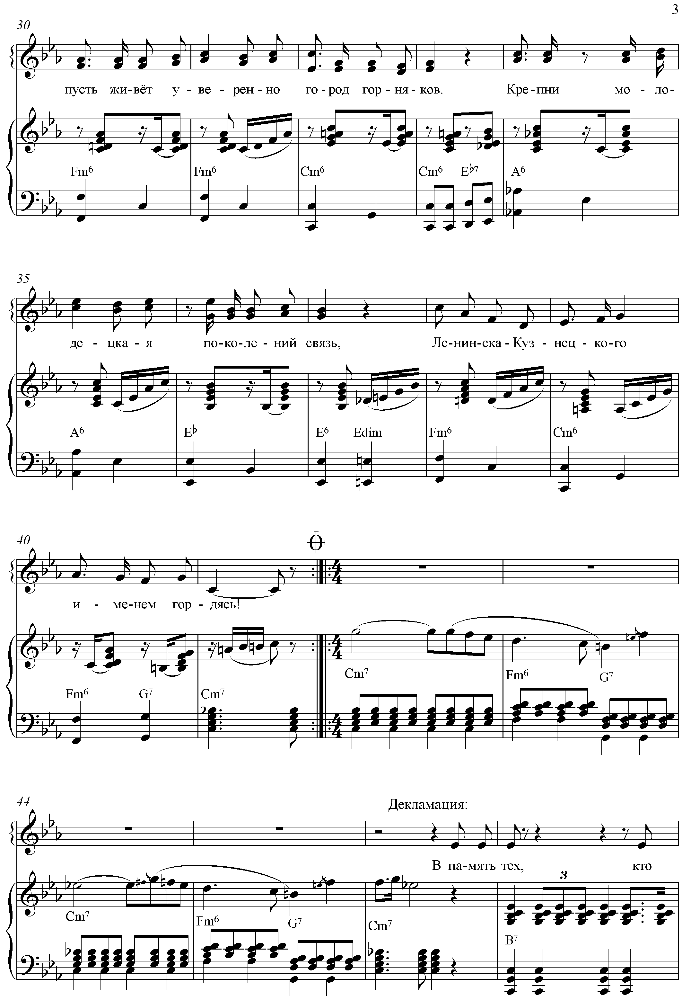 3
30
пусть жи-вёт у - ве - рен - но го - род гор - ня - ков. Кре - пни мо - ло-
Fm6 Fm6 Cm6 Cm6 E♭7 A6
35
де - цка - я по-ко-ле - ний связь, Ле-нин-ска-Куз - нец - ко-го
A6 E♭ E6 Edim Fm6 Cm6
40
и - ме-нем гор - дясь!
Cm7 Fm6 G7
Fm6 G7 Cm7
44
Декламация:
В па-мять тех, кто
3
Cm7 Fm6 G7 Cm7 B7